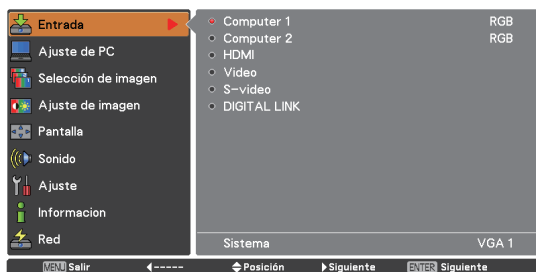 Entrada
Ajuste de PC
Selección de imagen
Ajuste de imagen
Pantalla
Sonido
Ajuste
Informacion
Red
Computer 1 RGB
Computer 2 RGB
HDMI
Video
S-video
DIGITAL LINK
Sistema VGA 1
MENU Salir ◀----- Posición Siguiente ENTER Siguiente